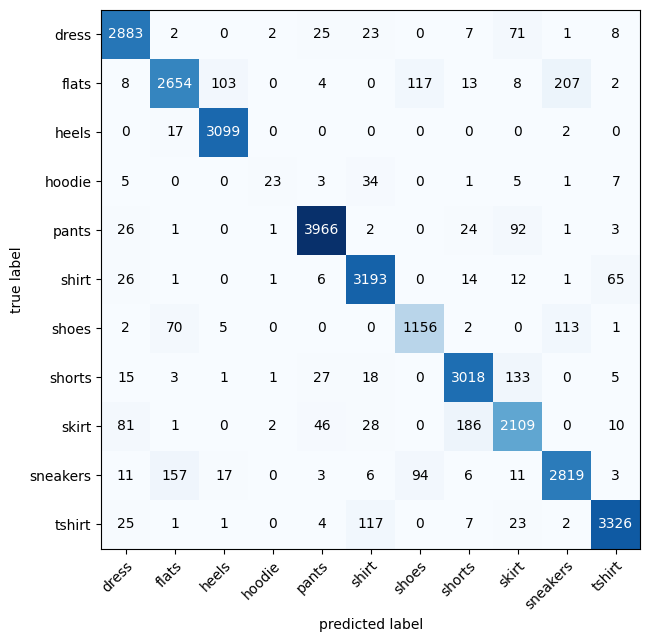 true label
dress 2883 2 0 2 25 23 0 7 71 1 8
flats 8 2654 103 0 4 0 117 13 8 207 2
heels 0 17 3099 0 0 0 0 0 0 2 0
hoodie 5 0 0 23 3 34 0 1 5 1 7
pants 26 1 0 1 3966 2 0 24 92 1 3
shirt 26 1 0 1 6 3193 0 14 12 1 65
shoes 2 70 5 0 0 0 1156 2 0 113 1
shorts 15 3 1 1 27 18 0 3018 133 0 5
skirt 81 1 0 2 46 28 0 186 2109 0 10
sneakers 11 157 17 0 3 6 94 6 11 2819 3
tshirt 25 1 1 0 4 117 0 7 23 2 3326
dress flats heels hoodie pants shirt shoes shorts skirt sneakers tshirt
predicted label